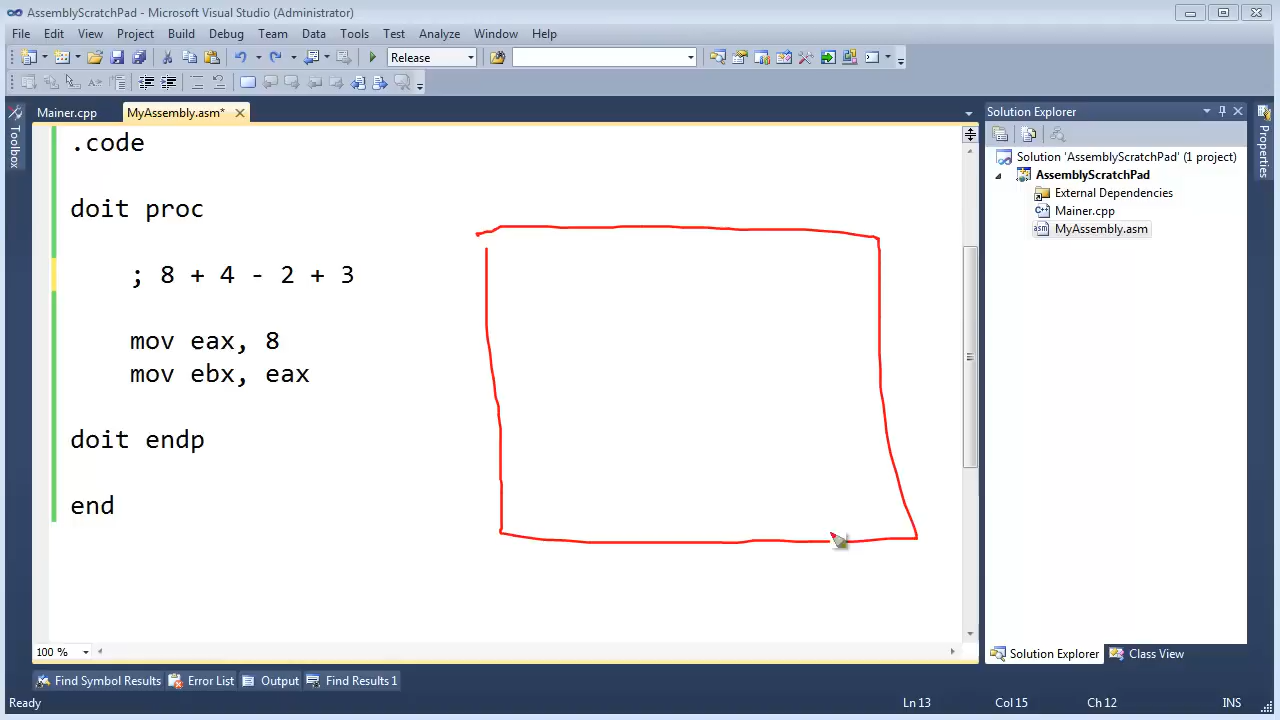 AssemblyScratchPad - Microsoft Visual Studio (Administrator)
File Edit View Project Build Debug Team Data Tools Test Analyze Window Help
Release
Mainer.cpp MyAssembly.asm*
Toolbox
.code
doit proc
; 8 + 4 - 2 + 3
mov eax, 8
mov ebx, eax
doit endp
end
100 %
Solution Explorer
Solution 'AssemblyScratchPad' (1 project)
AssemblyScratchPad
External Dependencies
Mainer.cpp
asm MyAssembly.asm
Properties
Solution Explorer Class View
Find Symbol Results Error List Output Find Results 1
Ready Ln 13 Col 15 Ch 12 INS